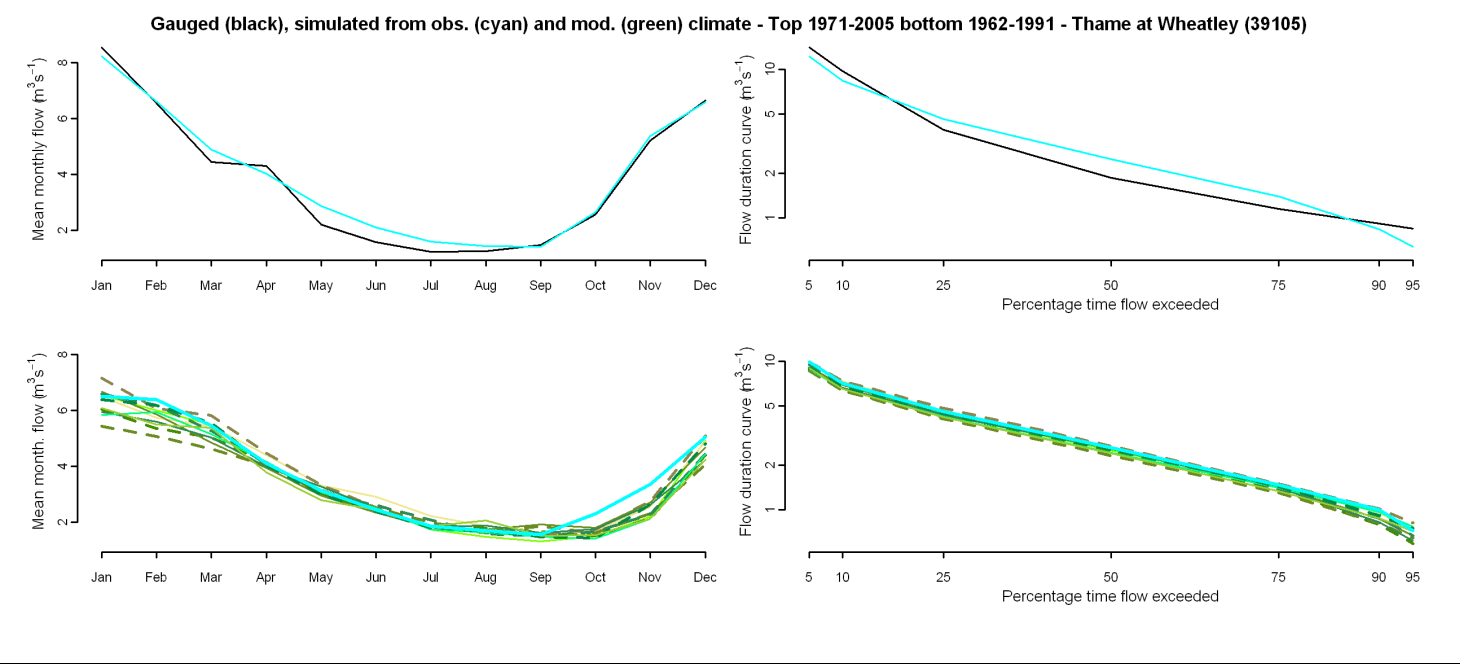 Gauged (black), simulated from obs. (cyan) and mod. (green) climate - Top 1971-2005 bottom 1962-1991 - Thame at Wheatley (39105)
Mean monthly flow (m³s⁻¹)
8
6
4
2
Jan Feb Mar Apr May Jun Jul Aug Sep Oct Nov Dec
Flow duration curve (m³s⁻¹)
10
5
2
1
5 10 25 50 75 90 95
Percentage time flow exceeded
Mean month. flow (m³s⁻¹)
8
6
4
2
Jan Feb Mar Apr May Jun Jul Aug Sep Oct Nov Dec
Flow duration curve (m³s⁻¹)
10
5
2
1
5 10 25 50 75 90 95
Percentage time flow exceeded